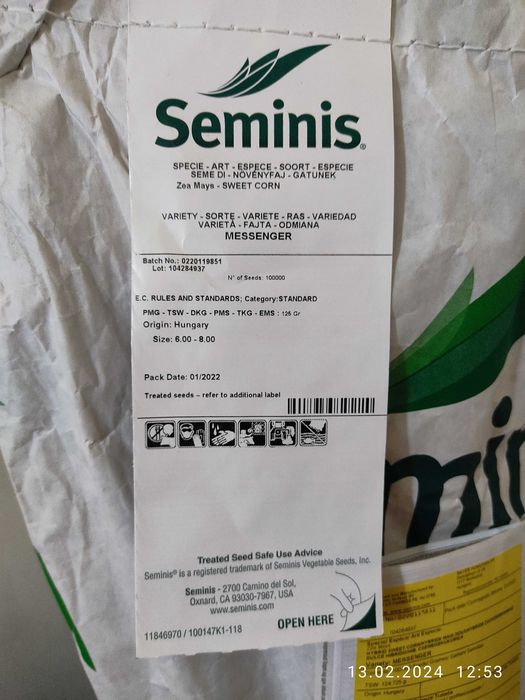 Seminis®
SPECIE - ART - ESPECE - SOORT - ESPECIE
SEME DI - NÖVÉNYFAJ - GATUNEK
Zea Mays - SWEET CORN
VARIETY - SORTE - VARIETE - RAS - VARIEDAD
VARIETÀ - FAJTA - ODMIANA
MESSENGER
Batch No.: 0220119851
Lot: 104284937
N° of Seeds: 100000
E.C. RULES AND STANDARDS; Category:STANDARD
PMG - TSW - DKG - PMS - TKG - EMS : 125 Gr
Origin: Hungary
Size: 6.00 - 8.00
Pack Date: 01/2022
Treated seeds – refer to additional label
Treated Seed Safe Use Advice
Seminis® is a registered trademark of Seminis Vegetable Seeds, Inc.
Seminis - 2700 Camino del Sol,
Oxnard, CA 93030-7967, USA
www.seminis.com
OPEN HERE
11846970 / 100147K1-118
min
104284937
Variety: MESSENGER
13.02.2024 12:53